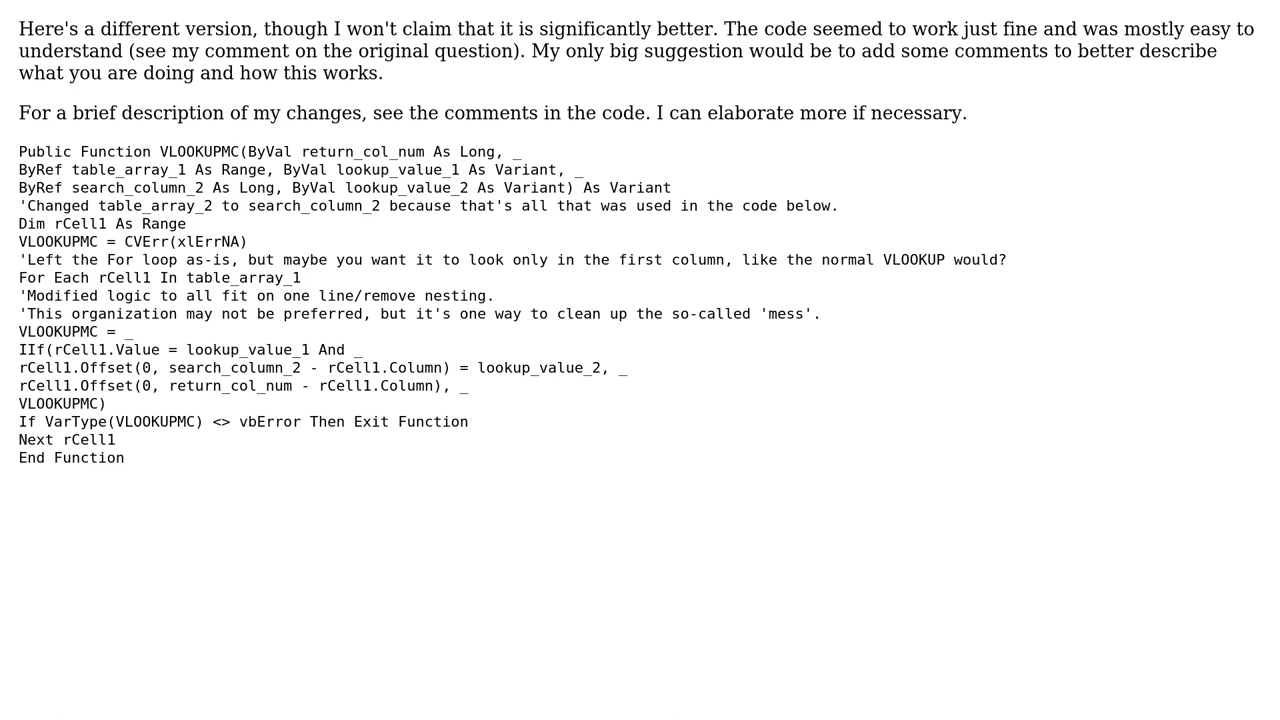 Here's a different version, though I won't claim that it is significantly better. The code seemed to work just fine and was mostly easy to
understand (see my comment on the original question). My only big suggestion would be to add some comments to better describe
what you are doing and how this works.
For a brief description of my changes, see the comments in the code. I can elaborate more if necessary.
Public Function VLOOKUPMC(ByVal return_col_num As Long, _
ByRef table_array_1 As Range, ByVal lookup_value_1 As Variant, _
ByRef search_column_2 As Long, ByVal lookup_value_2 As Variant) As Variant
'Changed table_array_2 to search_column_2 because that's all that was used in the code below.
Dim rCell1 As Range
VLOOKUPMC = CVErr(xlErrNA)
'Left the For loop as-is, but maybe you want it to look only in the first column, like the normal VLOOKUP would?
For Each rCell1 In table_array_1
'Modified logic to all fit on one line/remove nesting.
'This organization may not be preferred, but it's one way to clean up the so-called 'mess'.
VLOOKUPMC = _
IIf(rCell1.Value = lookup_value_1 And _
rCell1.Offset(0, search_column_2 - rCell1.Column) = lookup_value_2, _
rCell1.Offset(0, return_col_num - rCell1.Column), _
VLOOKUPMC)
If VarType(VLOOKUPMC) <> vbError Then Exit Function
Next rCell1
End Function